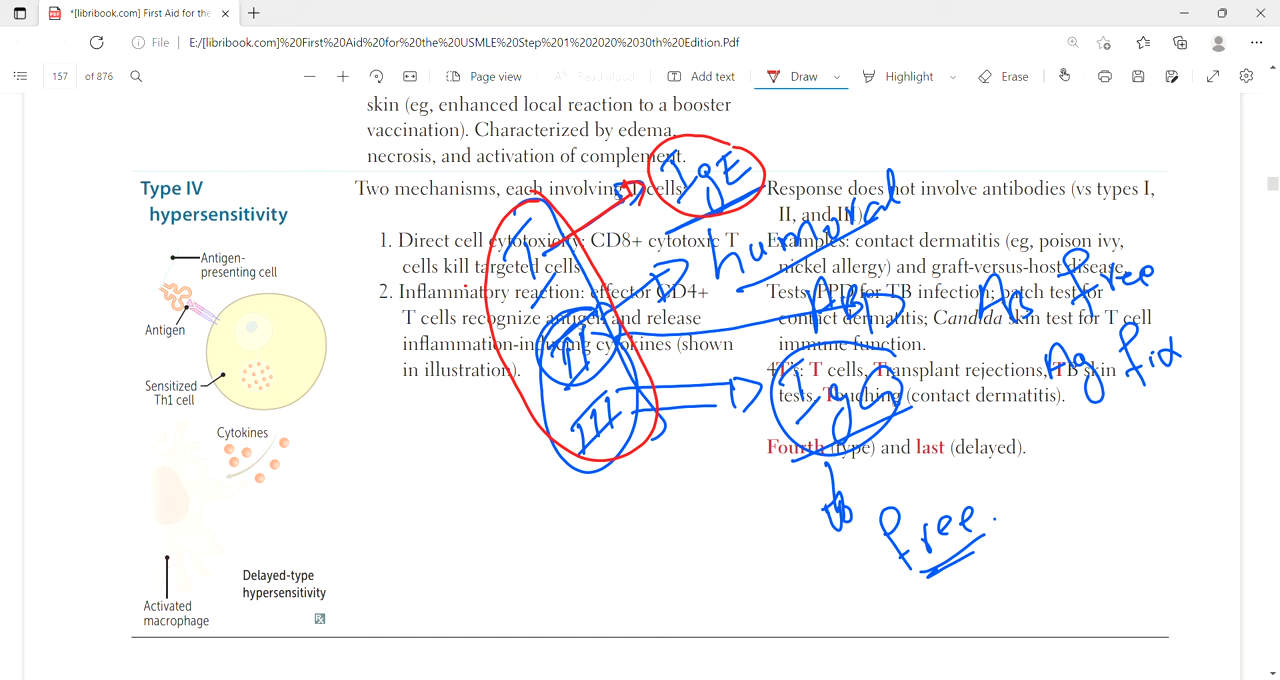 *[libribook.com] First Aid for the
File
E:/[libribook.com]%20First%20Aid%20for%20the%20USMLE%20Step%201%202020%2030th%20Edition.Pdf
157 of 876
Page view
Read aloud
Add text
Draw
Highlight
Erase
skin (eg, enhanced local reaction to a booster
vaccination). Characterized by edema,
necrosis, and activation of complement.
Type IV
hypersensitivity
Antigen-
presenting cell
Antigen
Sensitized
Th1 cell
Cytokines
Activated
macrophage
Delayed-type
hypersensitivity
Two mechanisms, each involving T cells:
1. Direct cell cytotoxicity: CD8+ cytotoxic T
cells kill targeted cells.
2. Inflammatory reaction: effector CD4+
T cells recognize antigen and release
inflammation-inducing cytokines (shown
in illustration).
Response does not involve antibodies (vs types I,
II, and III).
Examples: contact dermatitis (eg, poison ivy,
nickel allergy) and graft-versus-host disease.
Tests: PPD for TB infection; patch test for
contact dermatitis; Candida skin test for T cell
immune function.
4T's: T cells, Transplant rejections, TB skin
tests, Touching (contact dermatitis).
Fourth (type) and last (delayed).
I
II
III
IgE
humoral
Ab free
Ag fix
IgG
free.